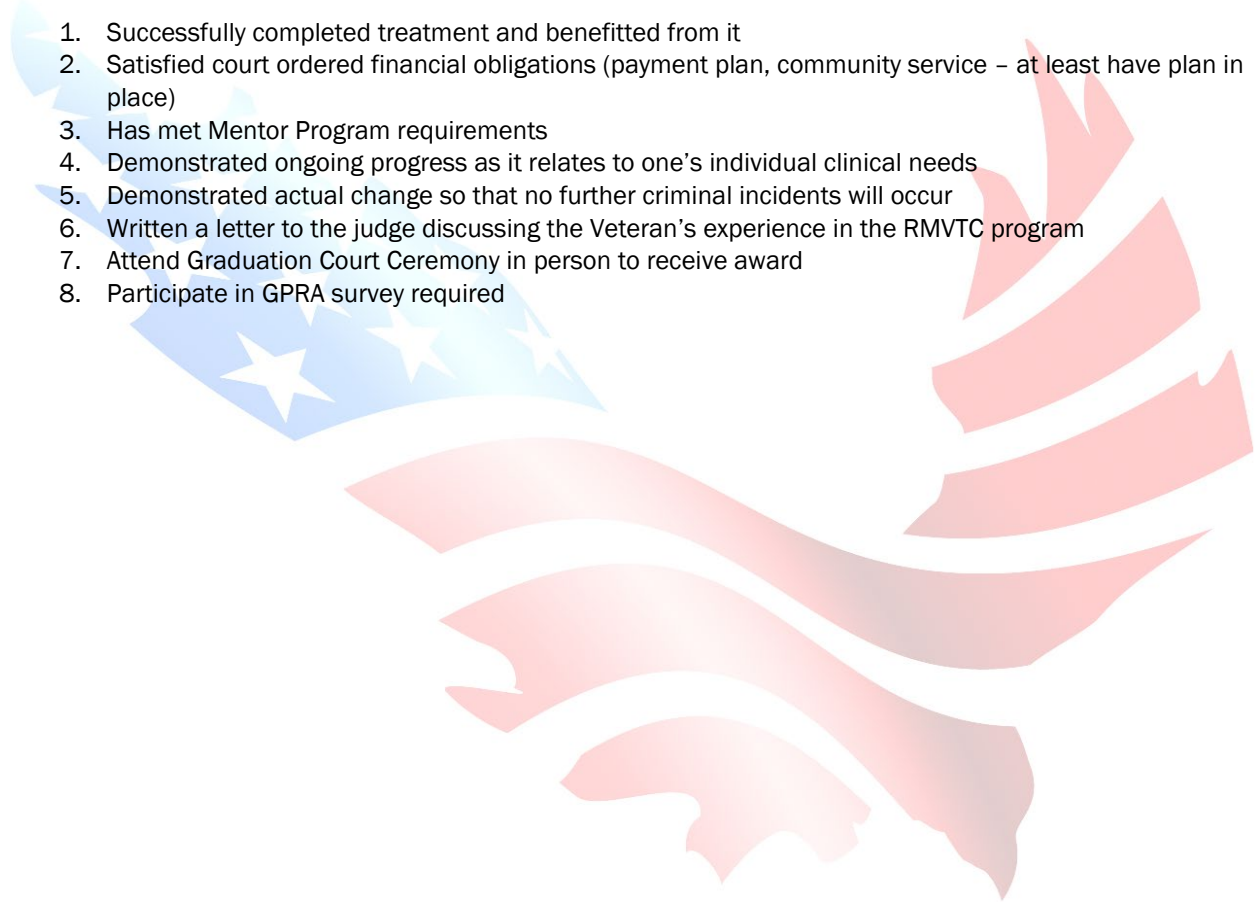 1. Successfully completed treatment and benefitted from it
2. Satisfied court ordered financial obligations (payment plan, community service – at least have plan in
place)
3. Has met Mentor Program requirements
4. Demonstrated ongoing progress as it relates to one’s individual clinical needs
5. Demonstrated actual change so that no further criminal incidents will occur
6. Written a letter to the judge discussing the Veteran’s experience in the RMVTC program
7. Attend Graduation Court Ceremony in person to receive award
8. Participate in GPRA survey required